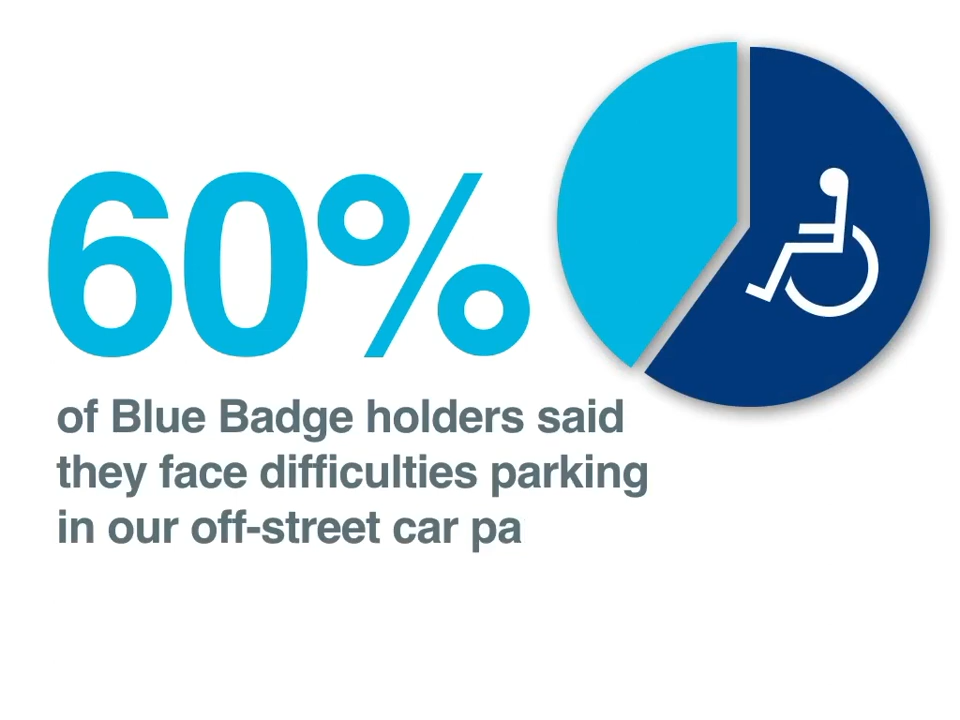 60%
of Blue Badge holders said
they face difficulties parking
in our off-street car pa